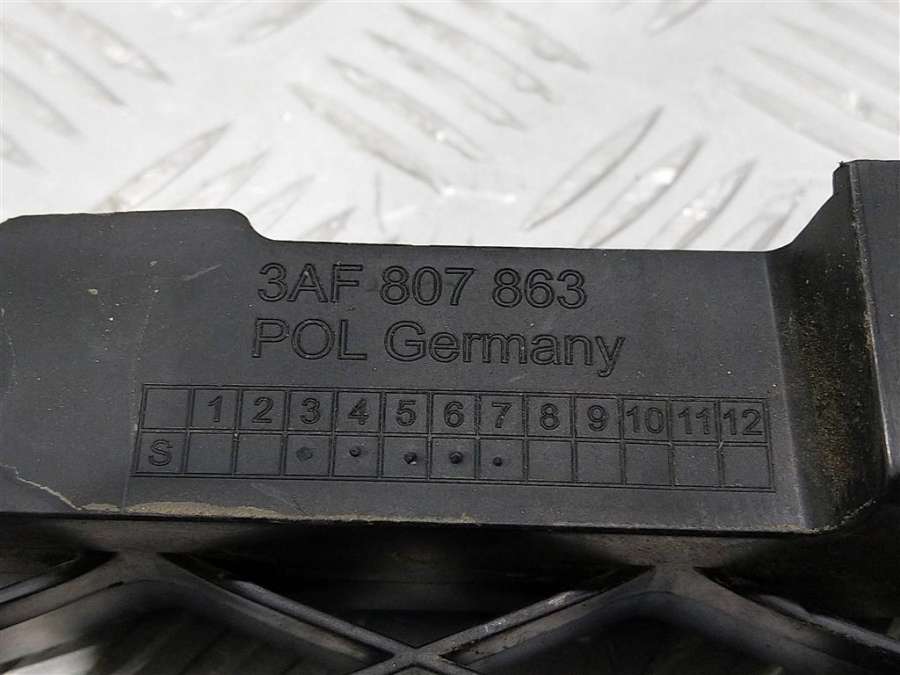 3AF 807 863
POL Germany
1 2 3 4 5 6 7 8 9 10 11 12
S